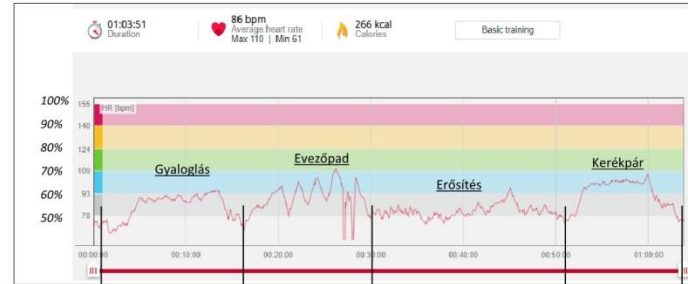 01:03:51
Duration
86 bpm
Average heart rate
Max 110 | Min 61
266 kcal
Calories
Basic training
100%
90%
80%
70%
60%
50%
155
140
124
109
93
78
HR [bpm]
Gyaloglás
Evezőpad
Erősítés
Kerékpár
00:00:00
00:10:00
00:20:00
00:30:00
00:40:00
00:50:00
01:00:00